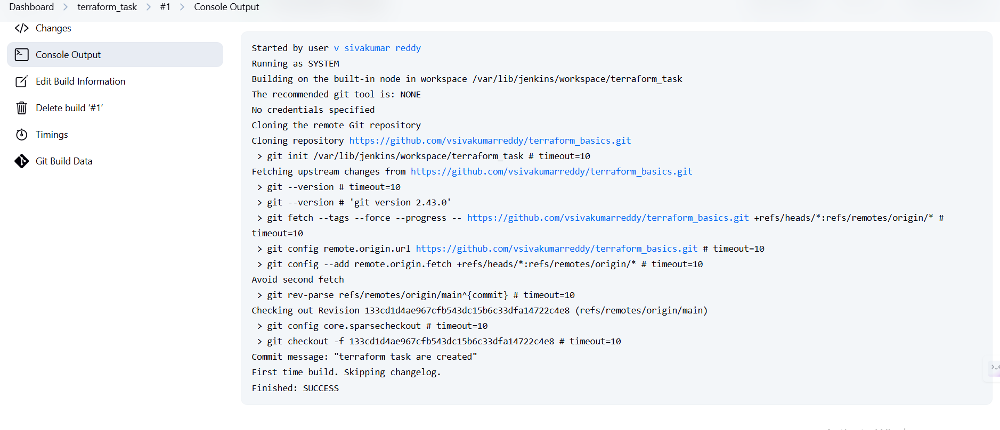 Dashboard > terraform_task > #1 > Console Output
Changes
Console Output
Edit Build Information
Delete build ‘#1’
Timings
Git Build Data
Started by user v sivakumar reddy
Running as SYSTEM
Building on the built-in node in workspace /var/lib/jenkins/workspace/terraform_task
The recommended git tool is: NONE
No credentials specified
Cloning the remote Git repository
Cloning repository https://github.com/vsivakumarreddy/terraform_basics.git
 > git init /var/lib/jenkins/workspace/terraform_task # timeout=10
Fetching upstream changes from https://github.com/vsivakumarreddy/terraform_basics.git
 > git --version # timeout=10
 > git --version # 'git version 2.43.0'
 > git fetch --tags --force --progress -- https://github.com/vsivakumarreddy/terraform_basics.git +refs/heads/*:refs/remotes/origin/* #
timeout=10
 > git config remote.origin.url https://github.com/vsivakumarreddy/terraform_basics.git # timeout=10
 > git config --add remote.origin.fetch +refs/heads/*:refs/remotes/origin/* # timeout=10
Avoid second fetch
 > git rev-parse refs/remotes/origin/main^{commit} # timeout=10
Checking out Revision 133cd1d4ae967cfb543dc15b6c33dfa14722c4e8 (refs/remotes/origin/main)
 > git config core.sparsecheckout # timeout=10
 > git checkout -f 133cd1d4ae967cfb543dc15b6c33dfa14722c4e8 # timeout=10
Commit message: "terraform task are created"
First time build. Skipping changelog.
Finished: SUCCESS